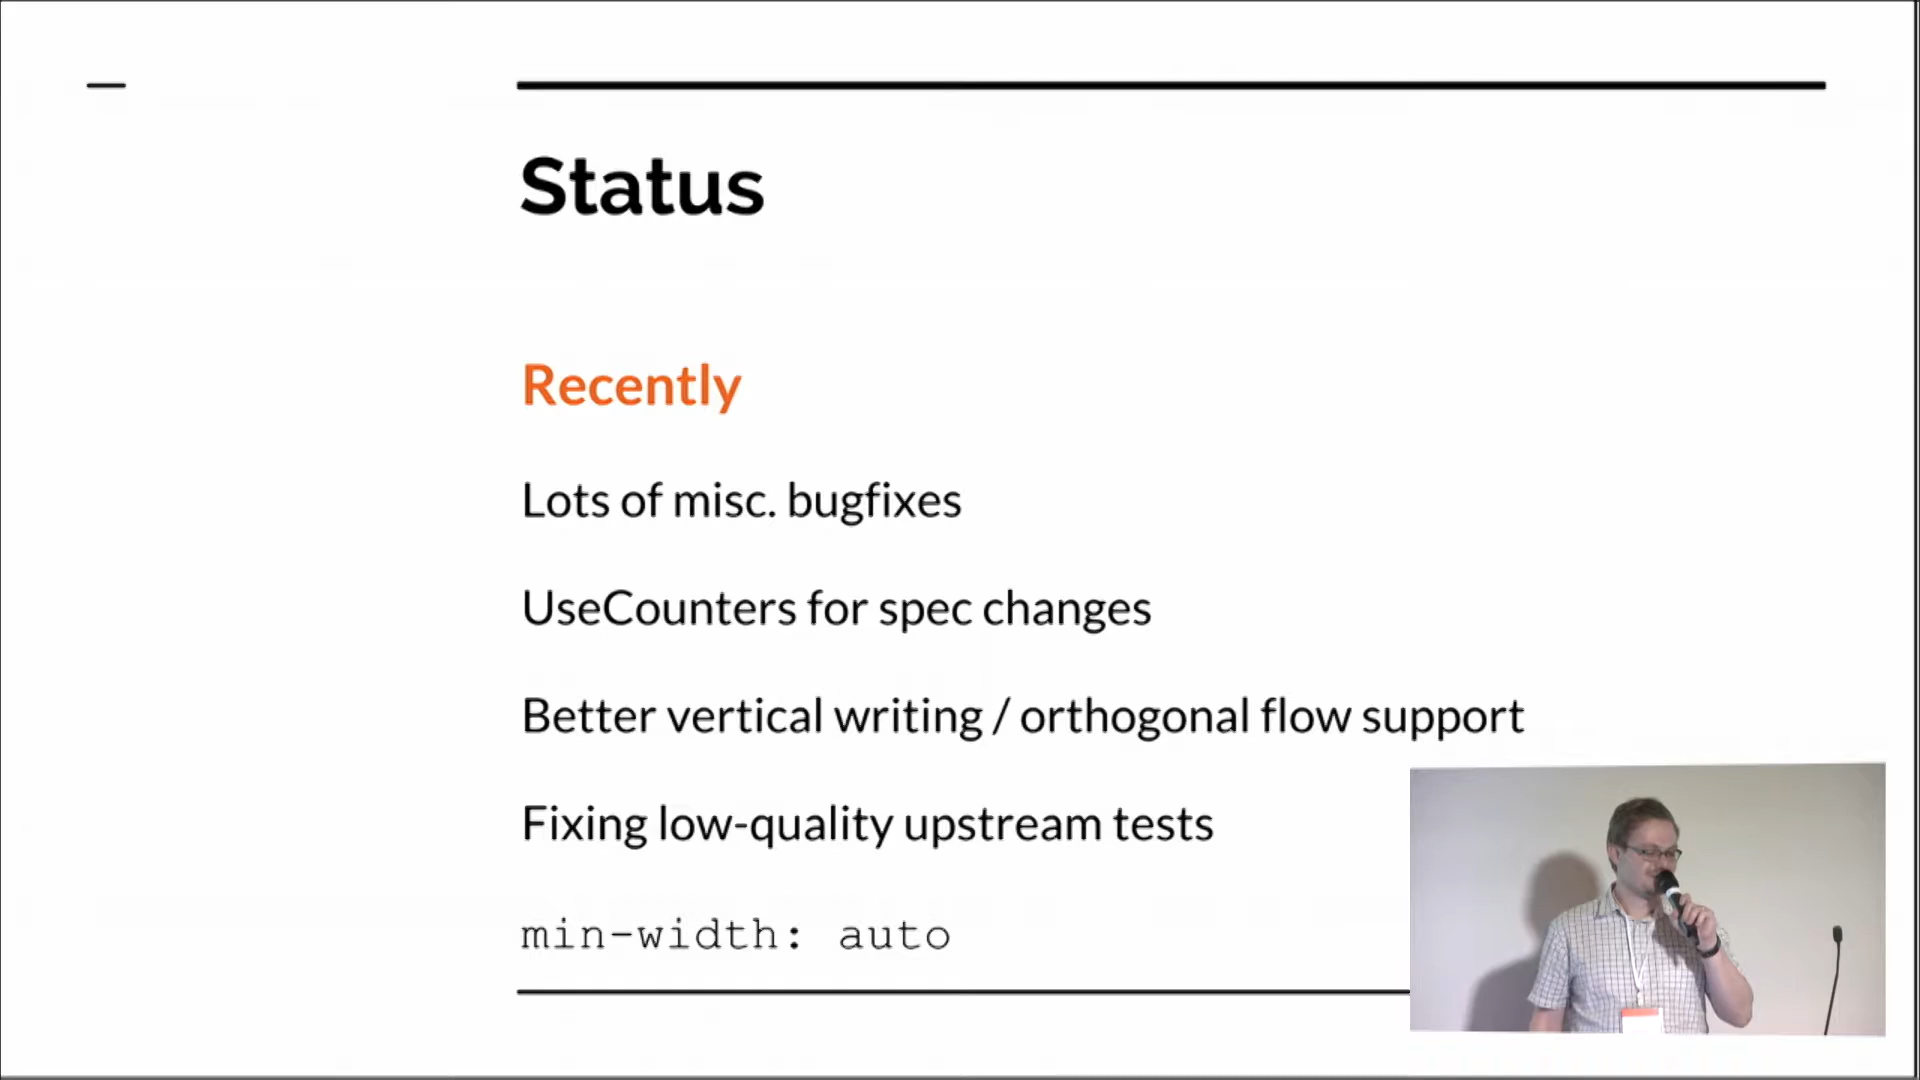 Status
Recently
Lots of misc. bugfixes
UseCounters for spec changes
Better vertical writing / orthogonal flow support
Fixing low-quality upstream tests
min-width: auto